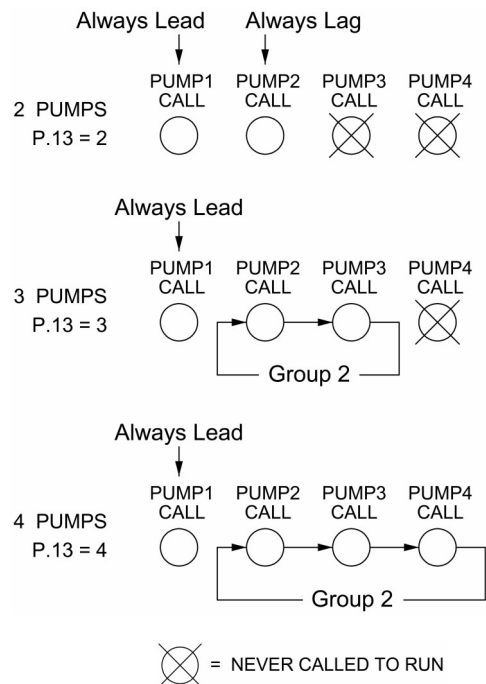 Always Lead Always Lag
PUMP1 PUMP2 PUMP3 PUMP4
CALL CALL CALL CALL
2 PUMPS
P.13 = 2
Always Lead
PUMP1 PUMP2 PUMP3 PUMP4
CALL CALL CALL CALL
3 PUMPS
P.13 = 3
Group 2
Always Lead
PUMP1 PUMP2 PUMP3 PUMP4
CALL CALL CALL CALL
4 PUMPS
P.13 = 4
Group 2
= NEVER CALLED TO RUN